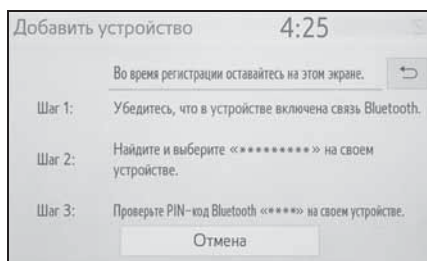 Добавить устройство 4:25
Во время регистрации оставайтесь на этом экране.
Шаг 1: Убедитесь, что в устройстве включена связь Bluetooth.
Шаг 2: Найдите и выберите «*********» на своем
устройстве.
Шаг 3: Проверьте PIN-код Bluetooth «****» на своем устройстве.
Отмена